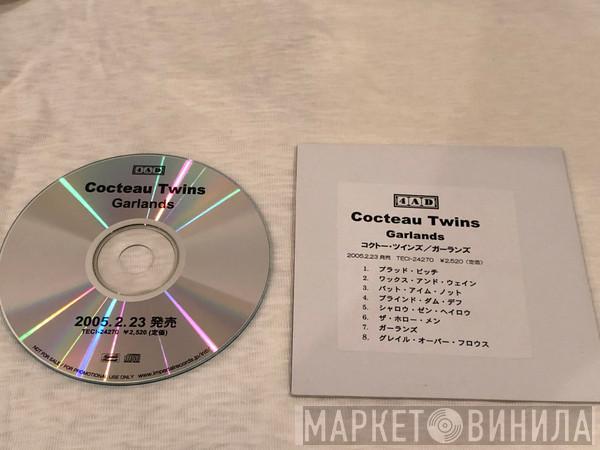 4AD
Cocteau Twins
Garlands
2005.2.23 発売
TECI-24270 ¥2,520 (定価)
NOT FOR SALE / FOR PROMOTIONAL USE ONLY
4AD
Cocteau Twins
Garlands
コクトー・ツインズ／ガーランズ
2005.2.23 発売 TECI-24270 ¥2,520 (定価)
1. ブラッド・ビッチ
2. ワックス・アンド・ウェイン
3. バット・アイム・ノット
4. ブラインド・ダム・デフ
5. シャロウ・ゼン・ヘイロウ
6. ザ・ホロー・メン
7. ガーランズ
8. グレイル・オーバー・フロウス
МАРКЕТ ВИНИЛА